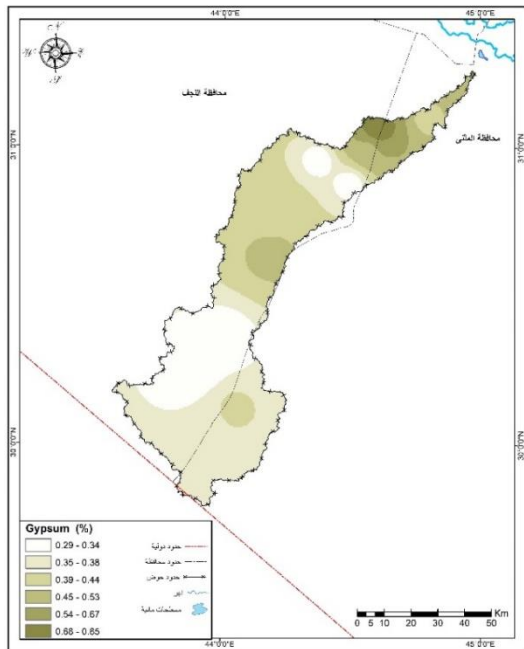 44°0'0"E 45°0'0"E
N
W E
S
محافظة النجف
31°0'0"N 31°0'0"N
محافظة المثنى
30°0'0"N 30°0'0"N
Gypsum (%)
0.29 - 0.34
0.35 - 0.38
0.39 - 0.44
0.45 - 0.53
0.54 - 0.67
0.68 - 0.85
حدود دولية
حدود محافظة
حدود حوض
نهر
مسطحات مائية
Km
0 5 10 20 30 40 50
44°0'0"E 45°0'0"E